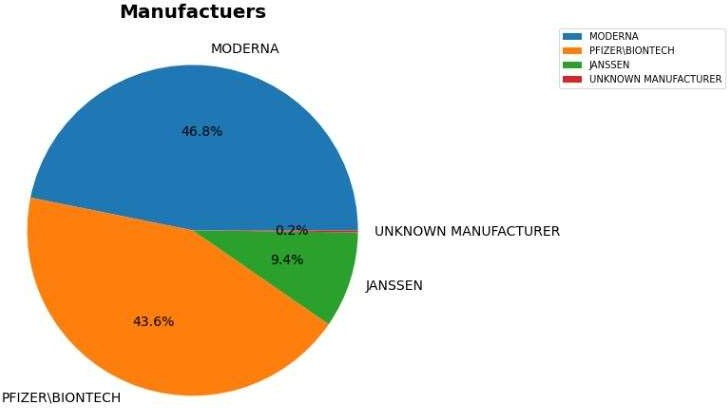 Manufactuers
MODERNA
MODERNA
PFIZER\BIONTECH
JANSSEN
UNKNOWN MANUFACTURER
46.8%
0.2%
UNKNOWN MANUFACTURER
9.4%
JANSSEN
43.6%
PFIZER\BIONTECH